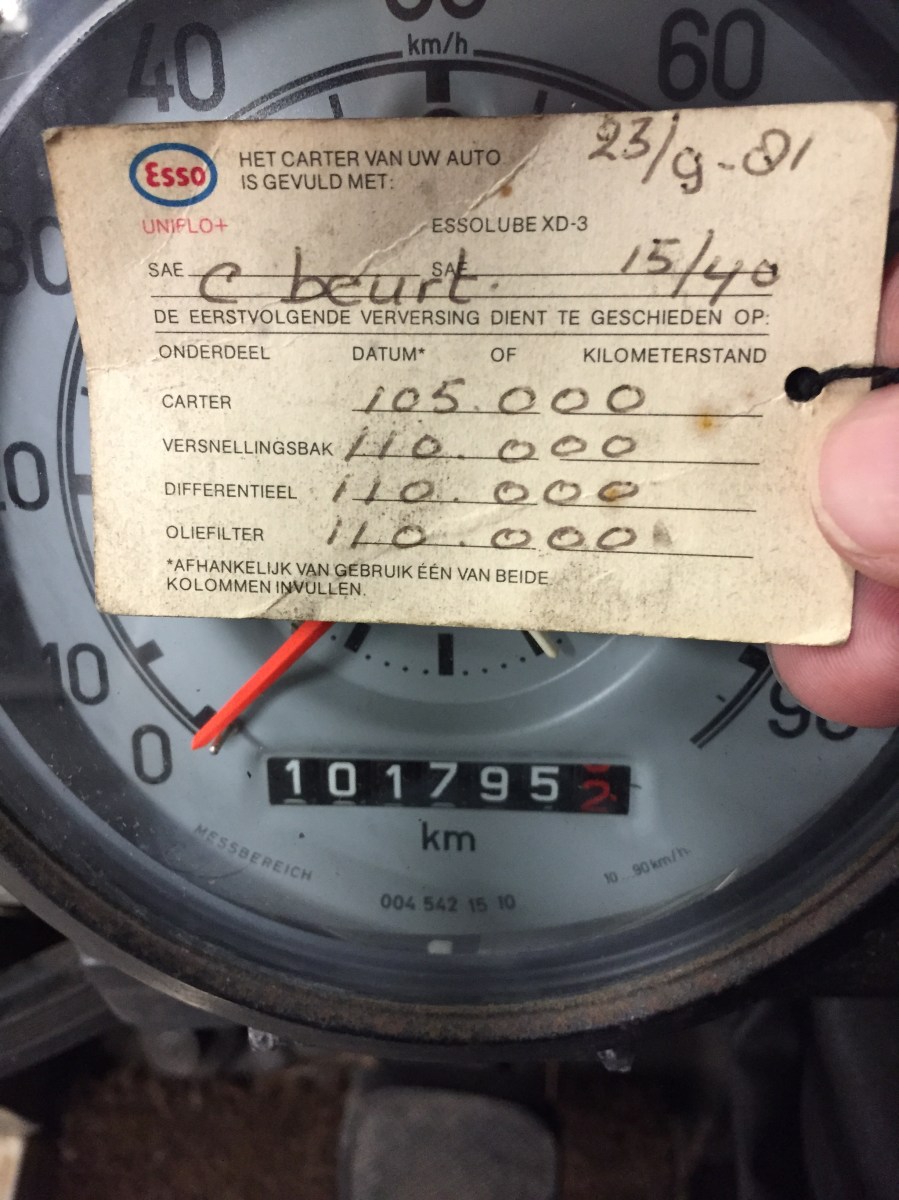 40
60
km/h
23/9-81
Esso
HET CARTER VAN UW AUTO
IS GEVULD MET:
UNIFLO+
ESSOLUBE XD-3
SAE C beurt. SAE 15/40
DE EERSTVOLGENDE VERVERSING DIENT TE GESCHIEDEN OP:
ONDERDEEL DATUM* OF KILOMETERSTAND
CARTER 105.000
VERSNELLINGSBAK 110.000
DIFFERENTIEEL 110.000
OLIEFILTER 110.000
*AFHANKELIJK VAN GEBRUIK ÉÉN VAN BEIDE
KOLOMMEN INVULLEN.
10
0
90
101795 2
km
MESSBEREICH
10...90 km/h
004 542 15 10